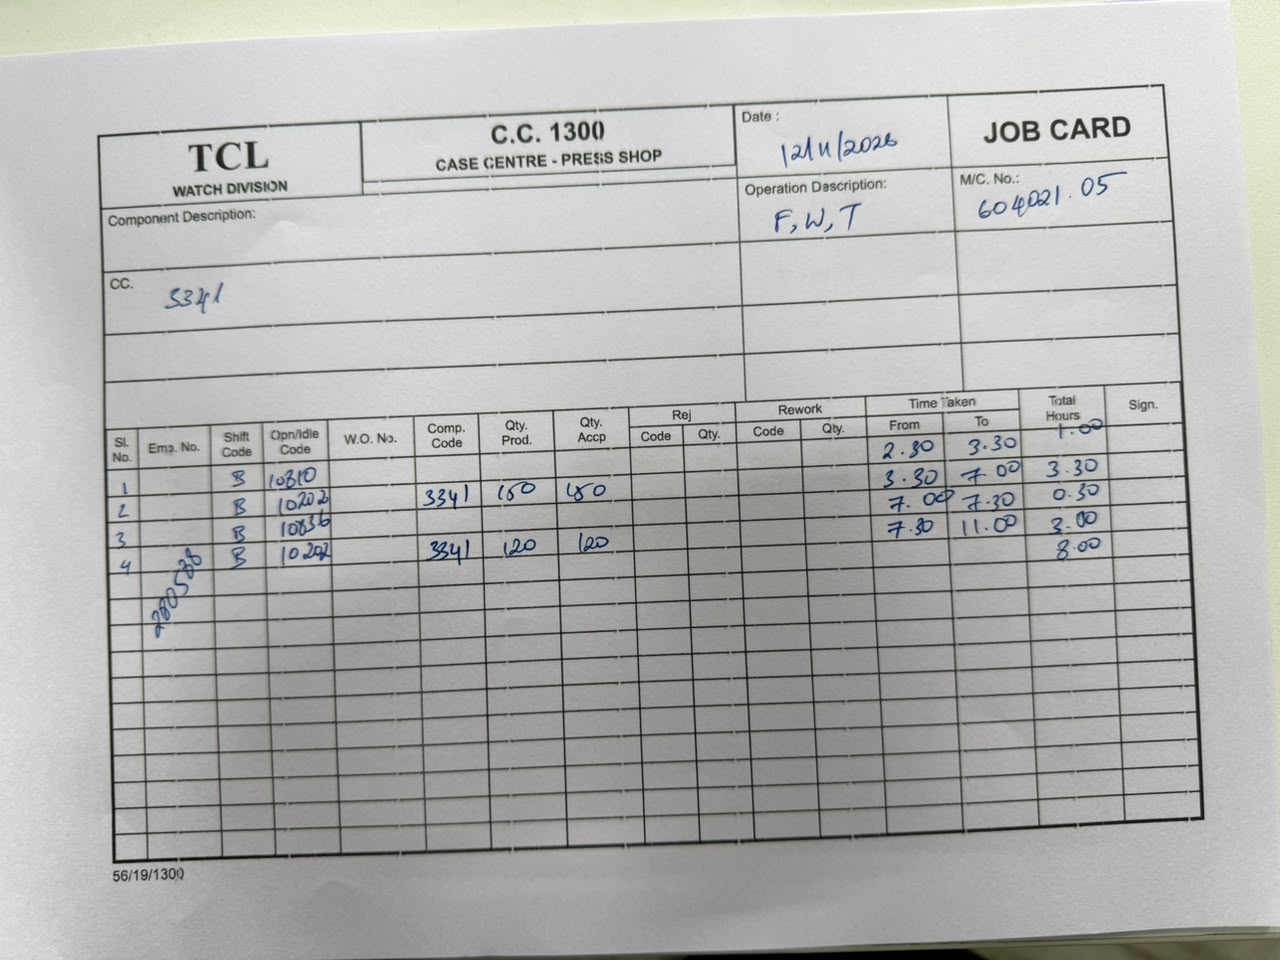 TCL
WATCH DIVISION
C.C. 1300
CASE CENTRE - PRESS SHOP
Date : 12/11/2026
JOB CARD
Component Description:
Operation Description: F, W, T
M/C. No.: 604021.05
CC. 3341
Sl. No. Emp. No. Shift Code Opn/Idle Code W.O. No. Comp. Code Qty. Prod. Qty. Accp Rej Code Qty. Rework Code Qty. Time Taken From To Total Hours Sign.
1 B 10810 2.30 3.30 1.00
2 B 10202 3341 150 150 3.30 7.00 3.30
3 B 10836 7.00 7.30 0.30
4 B 10202 3341 120 120 7.30 11.00 3.00
280538 8.00
56/19/1300